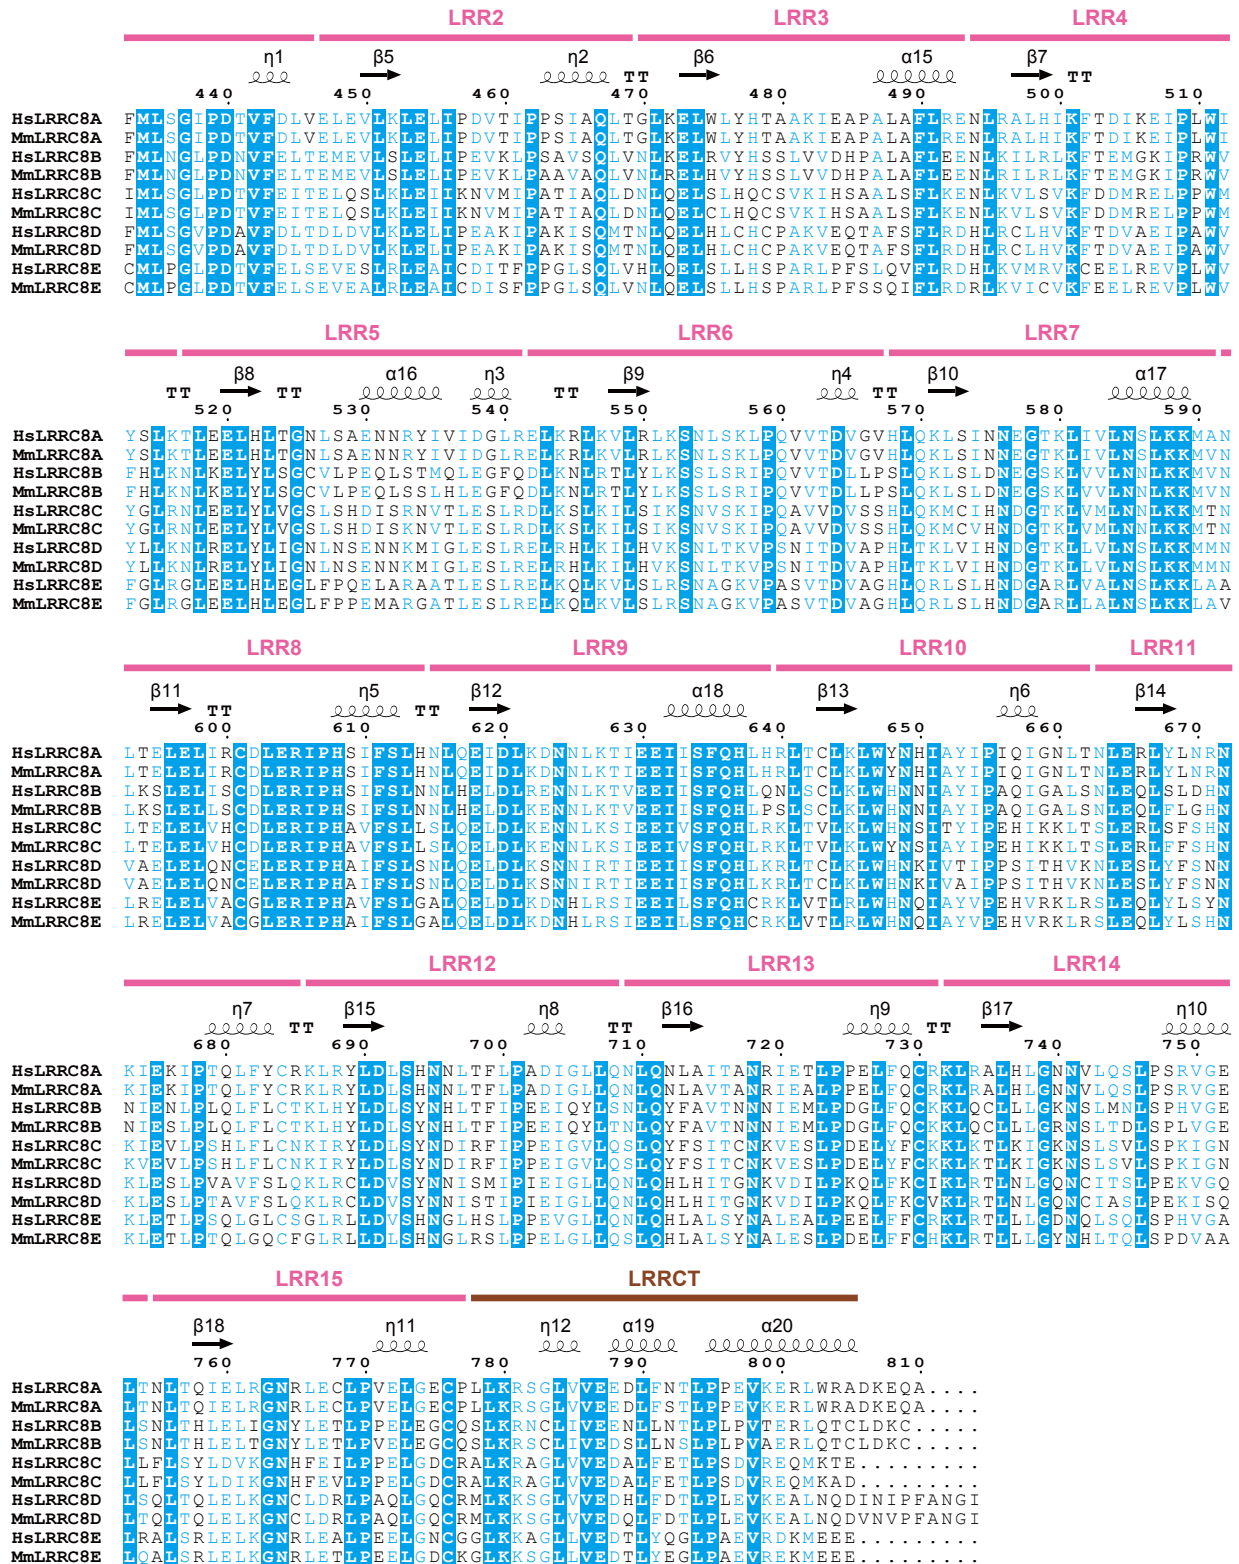 LRR2 LRR3 LRR4
η1 β5 η2 TT β6 α15 β7 TT
440 450 460 470 480 490 500 510
HsLRRC8A FMLSGIPDTVFDLVELEVLKLELIPDVTIPPSIAQLTGLKELWLYHTAAKIEAPALAFLRENLRALHIKFTDIKEIPLWI
MmLRRC8A FMLSGIPDTVFDLVELEVLKLELIPDVTIPPSIAQLTGLKELWLYHTAAKIEAPALAFLRENLRALHIKFTDIKEIPLWI
HsLRRC8B FMLNGLPDNVFELTEMEVLSLELIPEVKLPSAVSQLVNLKELRVYHSSLVVDHPALAFLEENLKILRLKFTEMGKIPRWV
MmLRRC8B FMLNGLPDNVFELTEMEVLSLELIPEVKLPAAVAQLVNLRELHVYHSSLVVDHPALAFLEENLRILRLKFTEMGKIPRWV
HsLRRC8C IMLSGLPDTVFEITELQSLKLEIIKNVMIPATIAQLDNLQELSLHQCSVKIHSAALSFLKENLKVLSVKFDDMRELPPWM
MmLRRC8C IMLSGLPDTVFEITELQSLKLEIIKNVMIPATIAQLDNLQELCLHQCSVKIHSAALSFLKENLKVLSVKFDDMRELPPWM
HsLRRC8D FMLSGVPDAVFDLTDLDVLKLELIPEAKIPAKISQMTNLQELHLCHCPAKVEQTAFSFLRDHLRCLHVKFTDVAEIPAWV
MmLRRC8D FMLSGVPDAVFDLTDLDVLKLELIPEAKIPAKISQMTNLQELHLCHCPAKVEQTAFSFLRDHLRCLHVKFTDVAEIPAWV
HsLRRC8E CMLPGLPDTVFELSEVESLRLEAICDITFPPGLSQLVHLQELSLLHSPARLPFSLQVFLRDHLKVMRVKCEELREVPLWV
MmLRRC8E CMLPGLPDTVFELSEVEALRLEAICDISFPPGLSQLVNLQELSLLHSPARLPFSSQIFLRDRLKVICVKFEELREVPLWV
LRR5 LRR6 LRR7
TT β8 TT α16 η3 TT β9 η4 TT β10 α17
520 530 540 550 560 570 580 590
HsLRRC8A YSLKTLEELHLTGNLSAENNRYIVIDGLRELKRLKVLRLKSNLSKLPQVVTDVGVHLQKLSINNEGTKLIVLNSLKKMAN
MmLRRC8A YSLKTLEELHLTGNLSAENNRYIVIDGLRELKRLKVLRLKSNLSKLPQVVTDVGVHLQKLSINNEGTKLIVLNSLKKMVN
HsLRRC8B FHLKNLKELYLSGCVLPEQLSTMQLEGFQDLKNLRTLYLKSSLSRIPQVVTDLLPSLQKLSLDNEGSKLVVLNNLKKMVN
MmLRRC8B FHLKNLKELYLSGCVLPEQLSSLHLEGFQDLKNLRTLYLKSSLSRIPQVVTDLLPSLQKLSLDNEGSKLVVLNNLKKMVN
HsLRRC8C YGLRNLEELYLVGSLSHDISRNVTLESLRDLKSLKILSIKSNVSKIPQAVVDVSSHLQKMCIHNDGTKLVMLNNLKKMTN
MmLRRC8C YGLRNLEELYLVGSLSHDISKNVTLESLRDLKSLKILSIKSNVSKIPQAVVDVSSHLQKMCVHNDGTKLVMLNNLKKMTN
HsLRRC8D YLLKNLRELYLIGNLNSENNKMIGLESLRELRHLKILHVKSNLTKVPSNITDVAPHLTKLVIHNDGTKLLVLNSLKKMMN
MmLRRC8D YLLKNLRELYLIGNLNSENNKMIGLESLRELRHLKILHVKSNLTKVPSNITDVAPHLTKLVIHNDGTKLLVLNSLKKMMN
HsLRRC8E FGLRGLEELHLEGLFPQELARAATLESLRELKQLKVLSLRSNAGKVPASVTDVAGHLQRLSLHNDGARLVALNSLKKLAA
MmLRRC8E FGLRGLEELHLEGLFPPEMARGATLESLRELKQLKVLSLRSNAGKVPASVTDVAGHLQRLSLHNDGARLLALNSLKKLAV
LRR8 LRR9 LRR10 LRR11
β11 TT η5 TT β12 α18 β13 η6 β14
600 610 620 630 640 650 660 670
HsLRRC8A LTELELIRCDLERIPHSIFSLHNLQEIDLKDNNLKTIEEIISFQHLHRLTCLKLWYNHIAYIPIQIGNLTNLERLYLNRN
MmLRRC8A LTELELIRCDLERIPHSIFSLHNLQEIDLKDNNLKTIEEIISFQHLHRLTCLKLWYNHIAYIPIQIGNLTNLERLYLNRN
HsLRRC8B LKSLELISCDLERIPHSIFSLNNLHELDLRENNLKTVEEIISFQHLQNLSCLKLWHNNIAYIPAQIGALSNLEQLSLDHN
MmLRRC8B LKSLELLSCDLERIPHSIFSLNNLHELDLKENNLKTVEEIISFQHLPSLSCLKLWHNNIAYIPAQIGALSNLEQLFLGHN
HsLRRC8C LTELELVHCDLERIPHAVFSLLSLQELDLKENNLKSIEEIVSFQHLRKLTVLKLWHNSITYIPEHIKKLTSLERLSFSHN
MmLRRC8C LTELELVHCDLERIPHAVFSLLSLQELDLKENNLKSIEEIVSFQHLRKLTVLKLWYNSIAYIPEHIKKLTSLERLFFSHN
HsLRRC8D VAELELQNCELERIPHAIFSLSNLQELDLKSNNIRTIEEIISFQHLKRLTCLKLWHNKIVTIPPSITHVKNLESLYFSNN
MmLRRC8D VAELELQNCELERIPHAIFSLSNLQELDLKSNNIRTIEEIISFQHLKRLTCLKLWHNKIVAIPPSITHVKNLESLYFSNN
HsLRRC8E LRELELVACGLERIPHAVFSLGALQELDLKDNHLRSIEEILSFQHCRKLVTLRLWHNQIAYVPEHVRKLRSLEQLYLSYN
MmLRRC8E LRELELVACGLERIPHAIFSLGALQELDLKDNHLRSIEEILSFQHCRKLVTLRLWHNQIAYVPEHVRKLRSLEQLYLSHN
LRR12 LRR13 LRR14
η7 TT β15 η8 TT β16 η9 TT β17 η10
680 690 700 710 720 730 740 750
HsLRRC8A KIEKIPTQLFYCRKLRYLDLSHNNLTFLPADIGLLQNLQNLAITANRIETLPPELFQCRKLRALHLGNNVLQSLPSRVGE
MmLRRC8A KIEKIPTQLFYCRKLRYLDLSHNNLTFLPADIGLLQNLQNLAVTANRIEALPPELFQCRKLRALHLGNNVLQSLPSRVGE
HsLRRC8B NIENLPLQLFLCTKLHYLDLSYNHLTFIPEEIQYLSNLQYFAVTNNNIEMLPDGLFQCKKLQCLLLGKNSLMNLSPHVGE
MmLRRC8B NIESLPLQLFLCTKLHYLDLSYNHLTFIPEEIQYLTNLQYFAVTNNNIEMLPDGLFQCKKLQCLLLGRNSLTDLSPLVGE
HsLRRC8C KIEVLPSHLFLCNKIRYLDLSYNDIRFIPPEIGVLQSLQYFSITCNKVESLPDELYFCKKLKTLKIGKNSLSVLSPKIGN
MmLRRC8C KVEVLPSHLFLCNKIRYLDLSYNDIRFIPPEIGVLQSLQYFSITCNKVESLPDELYFCKKLKTLKIGKNSLSVLSPKIGN
HsLRRC8D KLESLPVAVFSLQKLRCLDVSYNNISMIPIEIGLLQNLQHLHITGNKVDILPKQLFKCIKLRTLNLGQNCITSLPEKVGQ
MmLRRC8D KLESLPTAVFSLQKLRCLDVSYNNISTIPIEIGLLQNLQHLHITGNKVDILPKQLFKCVKLRTLNLGQNCIASLPEKISQ
HsLRRC8E KLETLPSQLGLCSGLRLLDVSHNGLHSLPPEVGLLQNLQHLALSYNALEALPEELFFCRKLRTLLLGDNQLSQLSPHVGA
MmLRRC8E KLETLPTQLGQCFGLRLLDLSHNGLRSLPPELGLLQSLQHLALSYNALESLPDELFFCHKLRTLLLGYNHLTQLSPDVAA
LRR15 LRRCT
β18 η11 η12 α19 α20
760 770 780 790 800 810
HsLRRC8A LTNLTQIELRGNRLECLPVELGECPLLKRSGLVVEEDLFNTLPPEVKERLWRADKEQA....
MmLRRC8A LTNLTQIELRGNRLECLPVELGECPLLKRSGLVVEEDLFSTLPPEVKERLWRADKEQA....
HsLRRC8B LSNLTHLELIGNYLETLPPELEGCQSLKRNCLIVEENLLNTLPLPVTERLQTCLDKC.....
MmLRRC8B LSNLTHLELTGNYLETLPVELEGCQSLKRSCLIVEDSLLNSLPLPVAERLQTCLDKC.....
HsLRRC8C LLFLSYLDVKGNHFEILPPELGDCRALKRAGLVVEDALFETLPSDVREQMKTE.........
MmLRRC8C LLFLSYLDIKGNHFEVLPPELGDCRALKRAGLVVEDALFETLPSDVREQMKAD.........
HsLRRC8D LSQLTQLELKGNCLDRLPAQLGQCRMLKKSGLVVEDHLFDTLPLEVKEALNQDINIPFANGI
MmLRRC8D LTQLTQLELKGNCLDRLPAQLGQCRMLKKSGLVVEDQLFDTLPLEVKEALNQDVNVPFANGI
HsLRRC8E LRALSRLELKGNRLEALPEELGNCGGLKKAGLLVEDTLYQGLPAEVRDKMEEE.........
MmLRRC8E LQALSRLELKGNRLETLPEELGDCKGLKKSGLLVEDTLYEGLPAEVREKMEEE.........